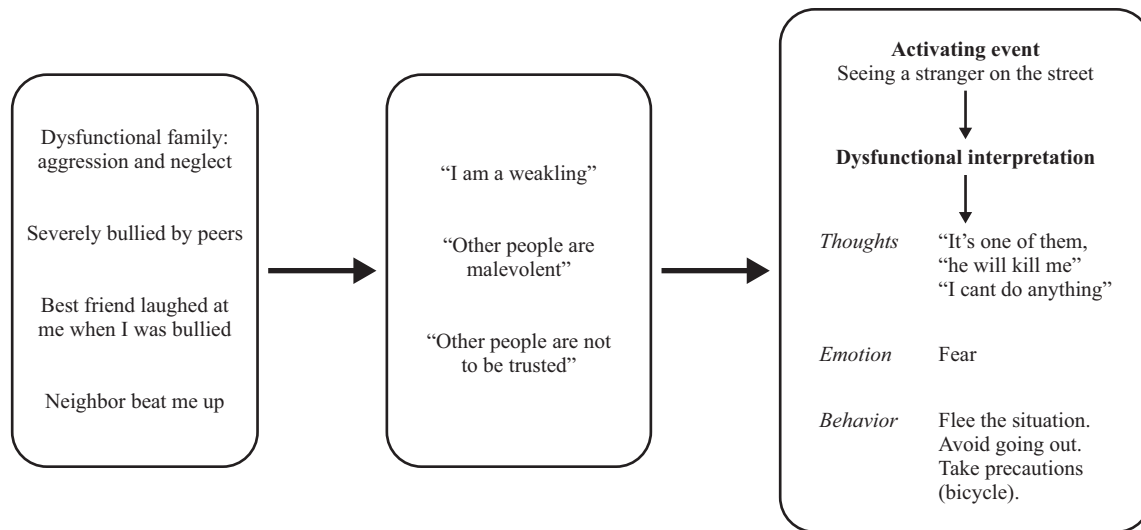 Dysfunctional family:
aggression and neglect
Severely bullied by peers
Best friend laughed at
me when I was bullied
Neighbor beat me up
“I am a weakling”
“Other people are
malevolent”
“Other people are not
to be trusted”
Activating event
Seeing a stranger on the street
Dysfunctional interpretation
Thoughts “It’s one of them,
“he will kill me”
“I cant do anything”
Emotion Fear
Behavior Flee the situation.
Avoid going out.
Take precautions
(bicycle).